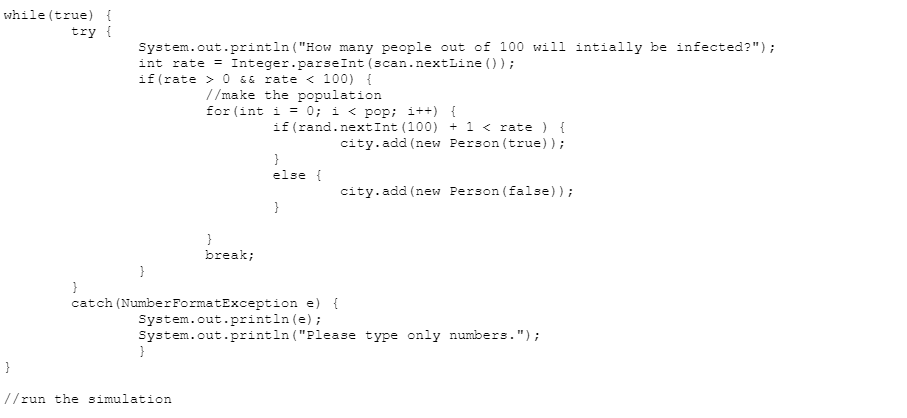 while(true) {
try {
System.out.println("How many people out of 100 will intially be infected?");
int rate = Integer.parseInt(scan.nextLine());
if(rate > 0 && rate < 100) {
//make the population
for(int i = 0; i < pop; i++) {
if(rand.nextInt(100) + 1 < rate ) {
city.add(new Person(true));
}
else {
city.add(new Person(false));
}
}
break;
}
}
catch(NumberFormatException e) {
System.out.println(e);
System.out.println("Please type only numbers.");
}
}
//run the simulation